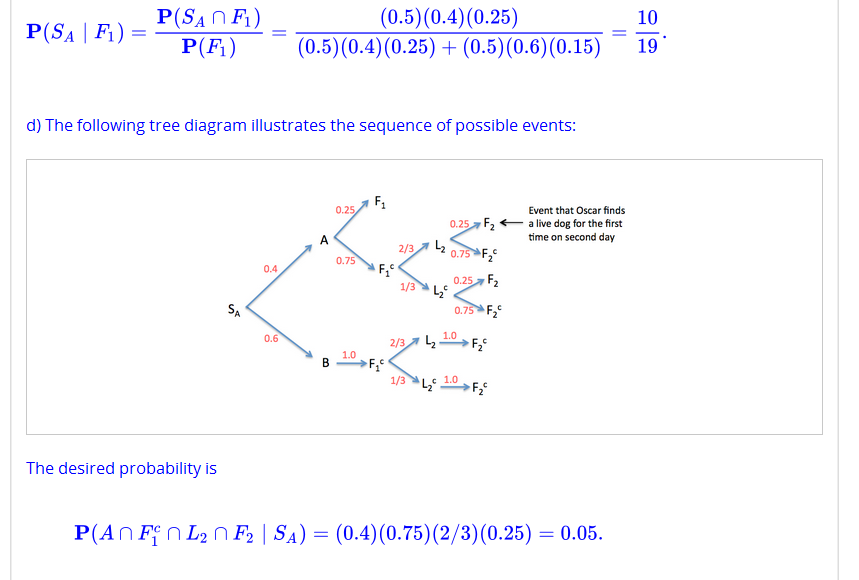 P(S_A | F_1) = P(S_A ∩ F_1) / P(F_1) = (0.5)(0.4)(0.25) / (0.5)(0.4)(0.25) + (0.5)(0.6)(0.15) = 10 / 19 .
d) The following tree diagram illustrates the sequence of possible events:
0.25 F₁
0.25 F₂ Event that Oscar finds
a live dog for the first
time on second day
A
2/3 L₂
0.75 F₂ᶜ
0.75 F₁ᶜ
0.4
0.25 F₂
1/3 L₂ᶜ
S_A
0.75 F₂ᶜ
0.6
2/3 L₂ 1.0 F₂ᶜ
B 1.0 F₁ᶜ
1/3 L₂ᶜ 1.0 F₂ᶜ
The desired probability is
P(A ∩ F₁ᶜ ∩ L₂ ∩ F₂ | S_A) = (0.4)(0.75)(2/3)(0.25) = 0.05.